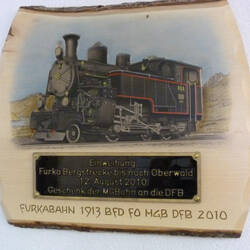 Einweihung
Furka Bergstrecke bis nach Oberwald
12. August 2010
Geschenk der MGBahn an die DFB
FURKABAHN 1913 BFD FO MGB DFB 2010